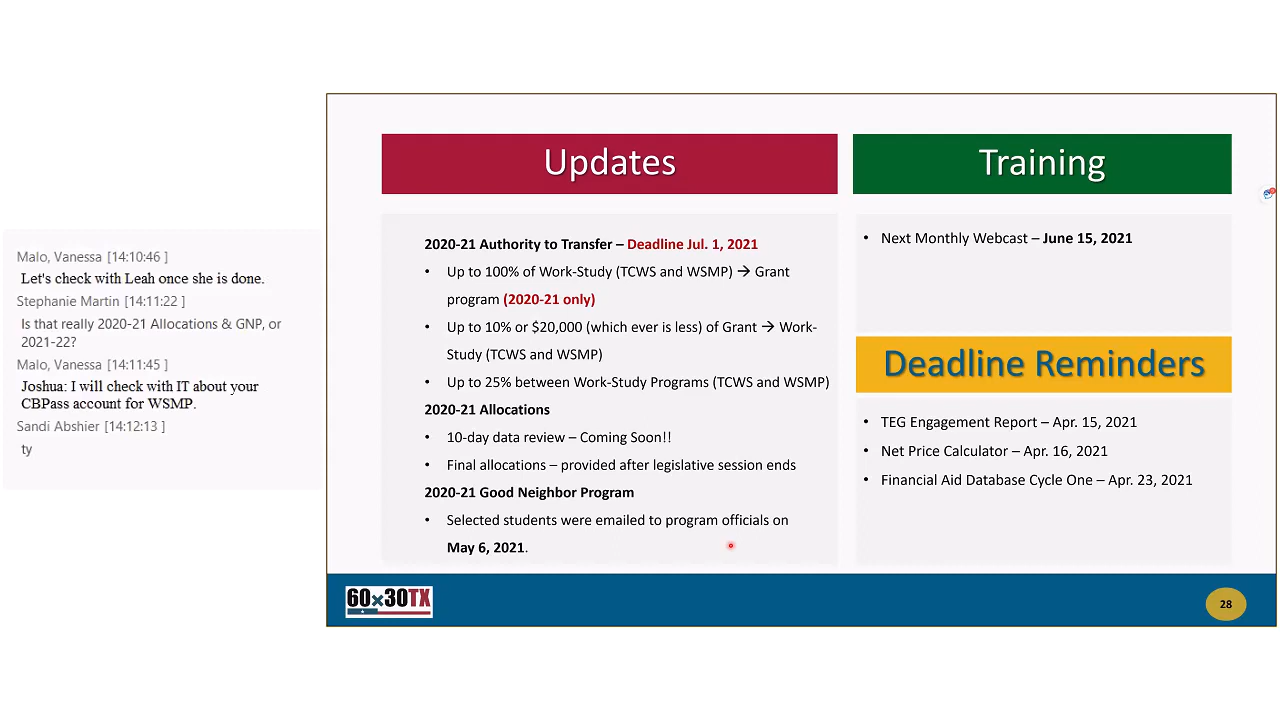 Malo, Vanessa [14:10:46 ]
Let's check with Leah once she is done.
Stephanie Martin [14:11:22 ]
Is that really 2020-21 Allocations & GNP, or
2021-22?
Malo, Vanessa [14:11:45 ]
Joshua: I will check with IT about your
CBPass account for WSMP.
Sandi Abshier [14:12:13 ]
ty
Updates
2020-21 Authority to Transfer – Deadline Jul. 1, 2021
• Up to 100% of Work-Study (TCWS and WSMP) → Grant
program (2020-21 only)
• Up to 10% or $20,000 (which ever is less) of Grant → Work-
Study (TCWS and WSMP)
• Up to 25% between Work-Study Programs (TCWS and WSMP)
2020-21 Allocations
• 10-day data review – Coming Soon!!
• Final allocations – provided after legislative session ends
2020-21 Good Neighbor Program
• Selected students were emailed to program officials on
May 6, 2021.
Training
• Next Monthly Webcast – June 15, 2021
Deadline Reminders
• TEG Engagement Report – Apr. 15, 2021
• Net Price Calculator – Apr. 16, 2021
• Financial Aid Database Cycle One – Apr. 23, 2021
60x30TX
28